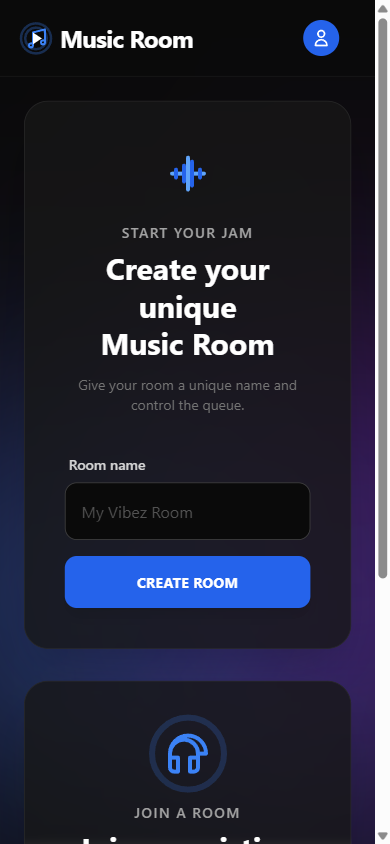 Music Room
START YOUR JAM
Create your
unique
Music Room
Give your room a unique name and
control the queue.
Room name
My Vibez Room
CREATE ROOM
JOIN A ROOM